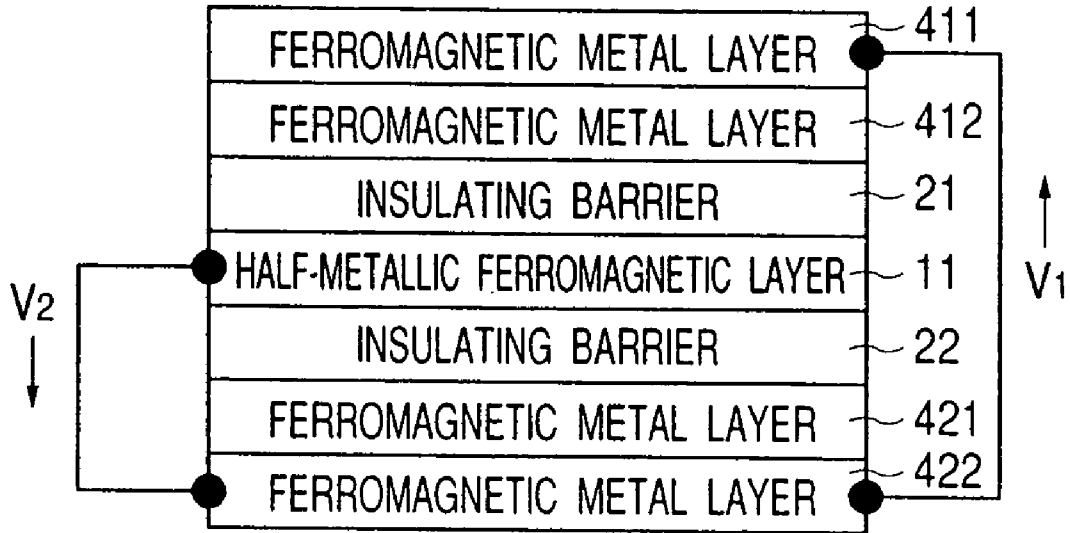 FERROMAGNETIC METAL LAYER 411
FERROMAGNETIC METAL LAYER 412
INSULATING BARRIER 21
HALF-METALLIC FERROMAGNETIC LAYER 11
V2
V1
INSULATING BARRIER 22
FERROMAGNETIC METAL LAYER 421
FERROMAGNETIC METAL LAYER 422